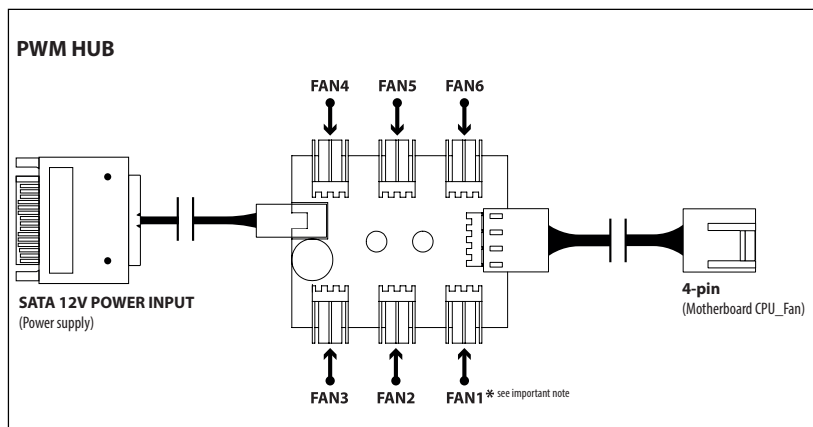 PWM HUB
FAN4 FAN5 FAN6
SATA 12V POWER INPUT
(Power supply)
4-pin
(Motherboard CPU_Fan)
FAN3 FAN2 FAN1* see important note